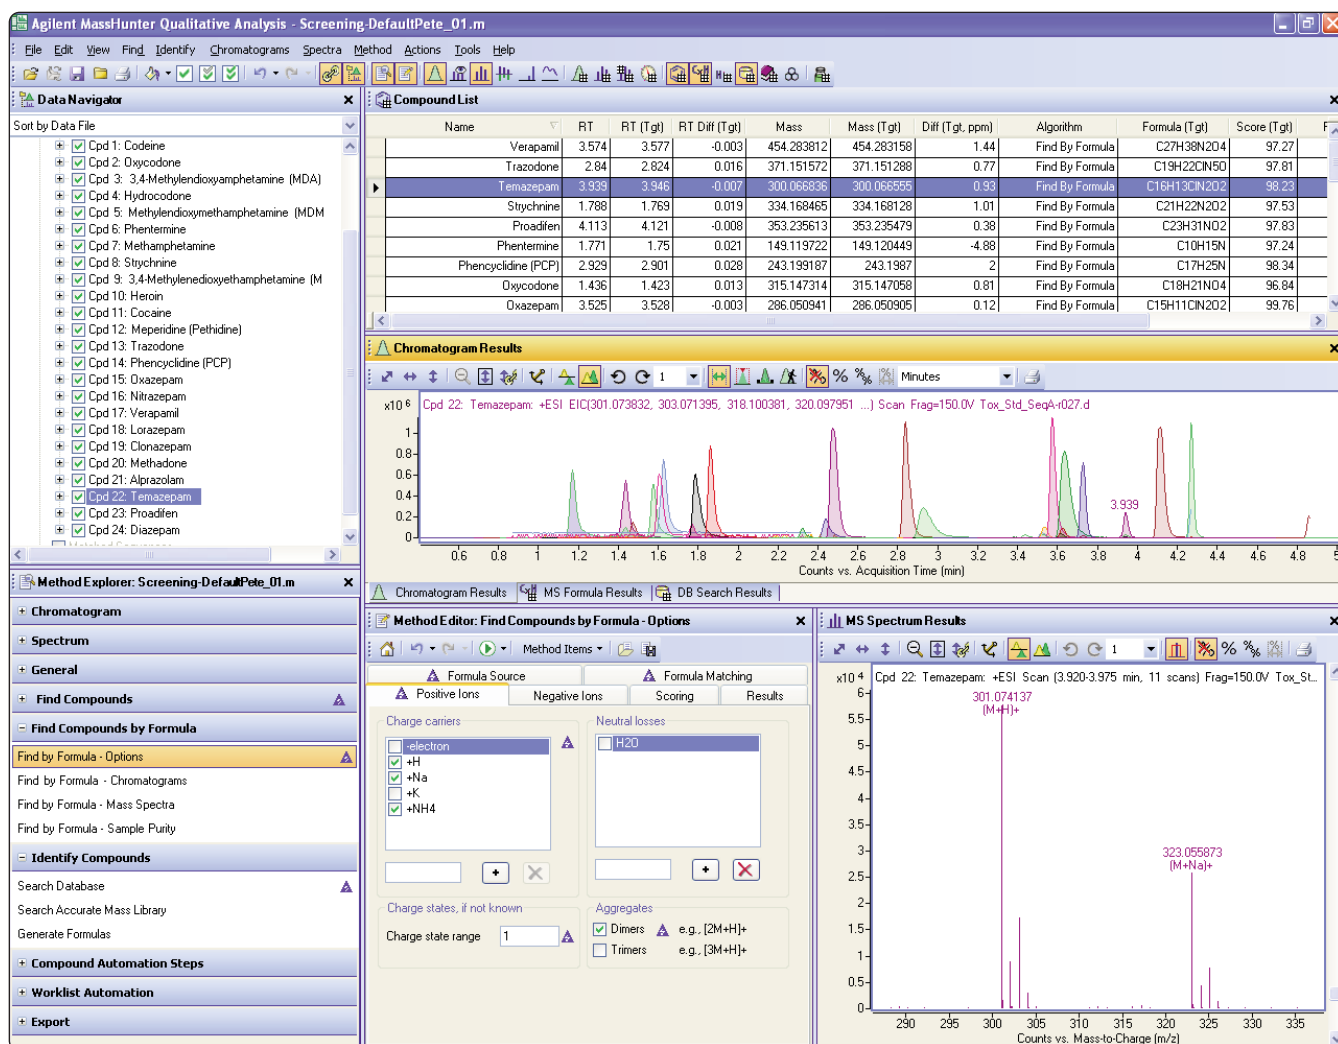 Agilent MassHunter Qualitative Analysis - Screening-DefaultPete_01.m
File Edit View Find Identify Chromatograms Spectra Method Actions Tools Help
Data Navigator
Sort by Data File
Cpd 1: Codeine
Cpd 2: Oxycodone
Cpd 3: 3,4-Methylendioxyamphetamine (MDA)
Cpd 4: Hydrocodone
Cpd 5: Methylendioxymethamphetamine (MDM
Cpd 6: Phentermine
Cpd 7: Methamphetamine
Cpd 8: Strychnine
Cpd 9: 3,4-Methylenedioxyethamphetamine (M
Cpd 10: Heroin
Cpd 11: Cocaine
Cpd 12: Meperidine (Pethidine)
Cpd 13: Trazodone
Cpd 14: Phencyclidine (PCP)
Cpd 15: Oxazepam
Cpd 16: Nitrazepam
Cpd 17: Verapamil
Cpd 18: Lorazepam
Cpd 19: Clonazepam
Cpd 20: Methadone
Cpd 21: Alprazolam
Cpd 22: Temazepam
Cpd 23: Proadifen
Cpd 24: Diazepam
Compound List
Name RT RT (Tgt) RT Diff (Tgt) Mass Mass (Tgt) Diff (Tgt, ppm) Algorithm Formula (Tgt) Score (Tgt) F
Verapamil 3.574 3.577 -0.003 454.283812 454.283158 1.44 Find By Formula C27H38N2O4 97.27
Trazodone 2.84 2.824 0.016 371.151572 371.151288 0.77 Find By Formula C19H22ClN5O 97.81
Temazepam 3.939 3.946 -0.007 300.066836 300.066555 0.93 Find By Formula C16H13ClN2O2 98.23
Strychnine 1.788 1.769 0.019 334.168465 334.168128 1.01 Find By Formula C21H22N2O2 97.53
Proadifen 4.113 4.121 -0.008 353.235613 353.235479 0.38 Find By Formula C23H31NO2 97.83
Phentermine 1.771 1.75 0.021 149.119722 149.120449 -4.88 Find By Formula C10H15N 97.24
Phencyclidine (PCP) 2.929 2.901 0.028 243.199187 243.1987 2 Find By Formula C17H25N 98.34
Oxycodone 1.436 1.423 0.013 315.147314 315.147058 0.81 Find By Formula C18H21NO4 96.84
Oxazepam 3.525 3.528 -0.003 286.050941 286.050905 0.12 Find By Formula C15H11ClN2O2 99.76
Chromatogram Results
1 Minutes
x10 6 Cpd 22: Temazepam: +ESI EIC(301.073832, 303.071395, 318.100381, 320.097951 ...) Scan Frag=150.0V Tox_Std_SeqA-r027.d
1
0.8
0.6
0.4
0.2
0
3.939
0.6 0.8 1 1.2 1.4 1.6 1.8 2 2.2 2.4 2.6 2.8 3 3.2 3.4 3.6 3.8 4 4.2 4.4 4.6 4.8 5
Counts vs. Acquisition Time (min)
Chromatogram Results MS Formula Results DB Search Results
Method Explorer: Screening-DefaultPete_01.m
Chromatogram
Spectrum
General
Find Compounds
Find Compounds by Formula
Find by Formula - Options
Find by Formula - Chromatograms
Find by Formula - Mass Spectra
Find by Formula - Sample Purity
Identify Compounds
Search Database
Search Accurate Mass Library
Generate Formulas
Compound Automation Steps
Worklist Automation
Export
Method Editor: Find Compounds by Formula - Options
Method Items
Formula Source Formula Matching
Positive Ions Negative Ions Scoring Results
Charge carriers
-electron
+H
+Na
+K
+NH4
Neutral losses
H2O
Charge states, if not known
Charge state range 1
Aggregates
Dimers e.g., [2M+H]+
Trimers e.g., [3M+H]+
MS Spectrum Results
1
x10 4 Cpd 22: Temazepam: +ESI Scan (3.920-3.975 min, 11 scans) Frag=150.0V Tox_St...
301.074137
(M+H)+
323.055873
(M+Na)+
6
5.5
5
4.5
4
3.5
3
2.5
2
1.5
1
0.5
0
290 295 300 305 310 315 320 325 330 335
Counts vs. Mass-to-Charge (m/z)